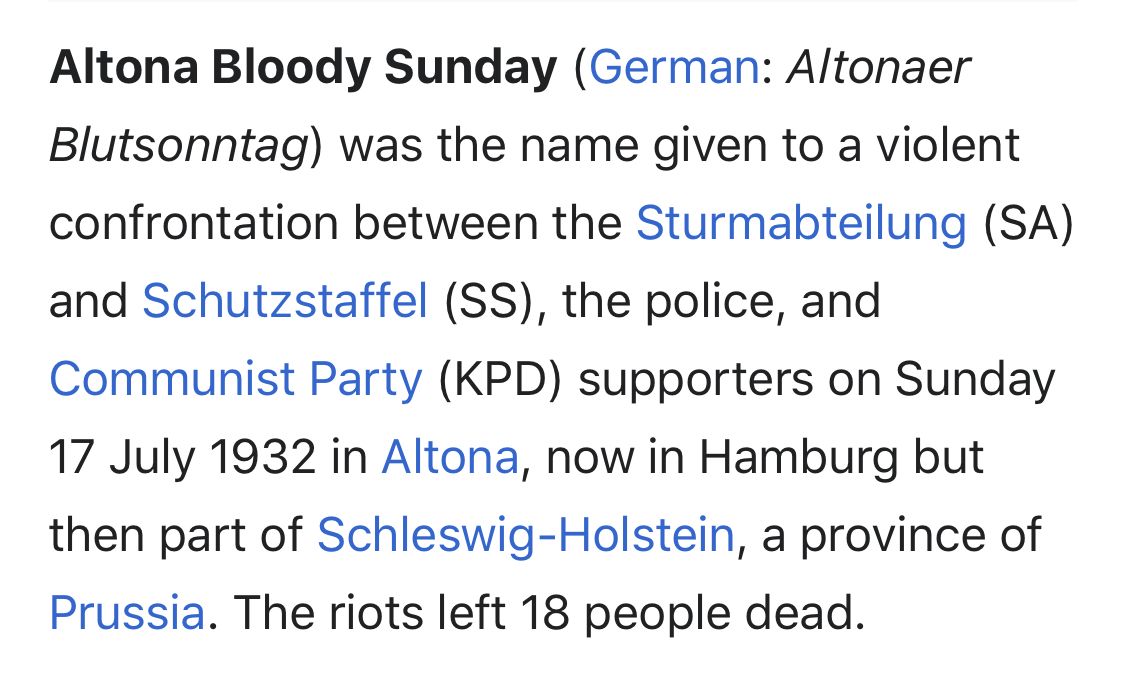 Altona Bloody Sunday (German: Altonaer
Blutsonntag) was the name given to a violent
confrontation between the Sturmabteilung (SA)
and Schutzstaffel (SS), the police, and
Communist Party (KPD) supporters on Sunday
17 July 1932 in Altona, now in Hamburg but
then part of Schleswig-Holstein, a province of
Prussia. The riots left 18 people dead.